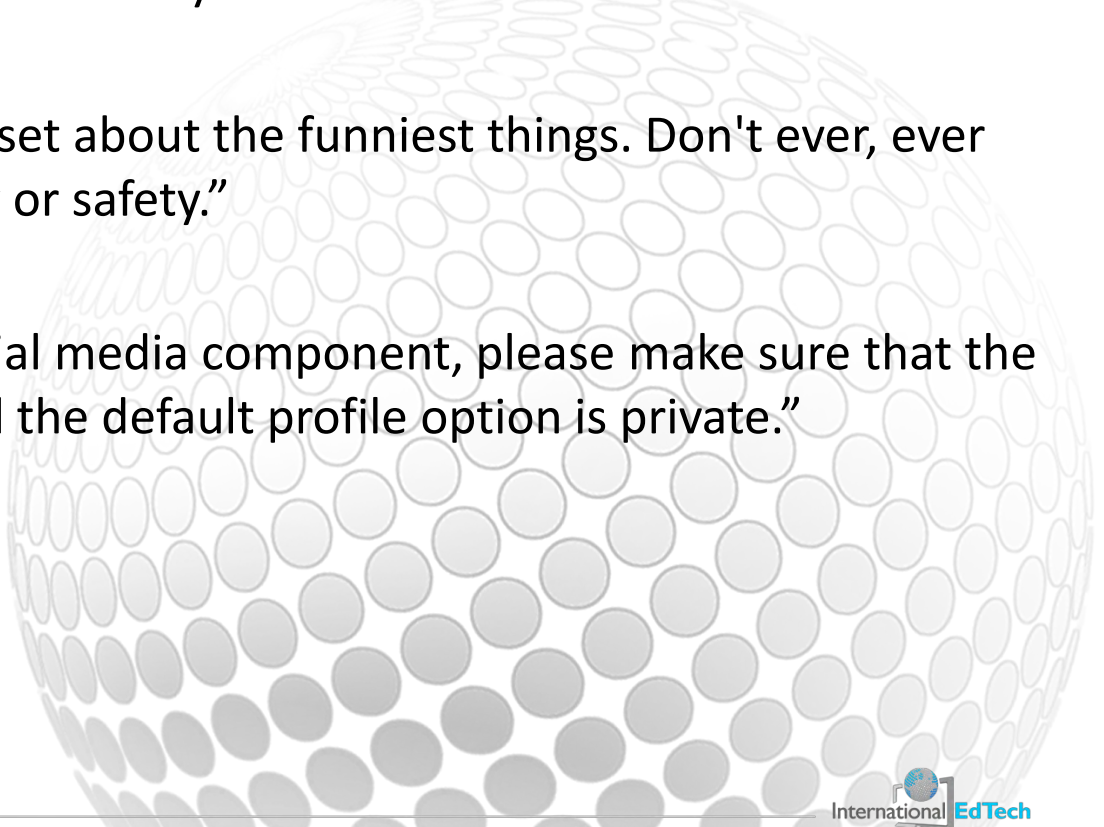 set about the funniest things. Don't ever, ever
or safety.”
ial media component, please make sure that the
the default profile option is private.”
International EdTech